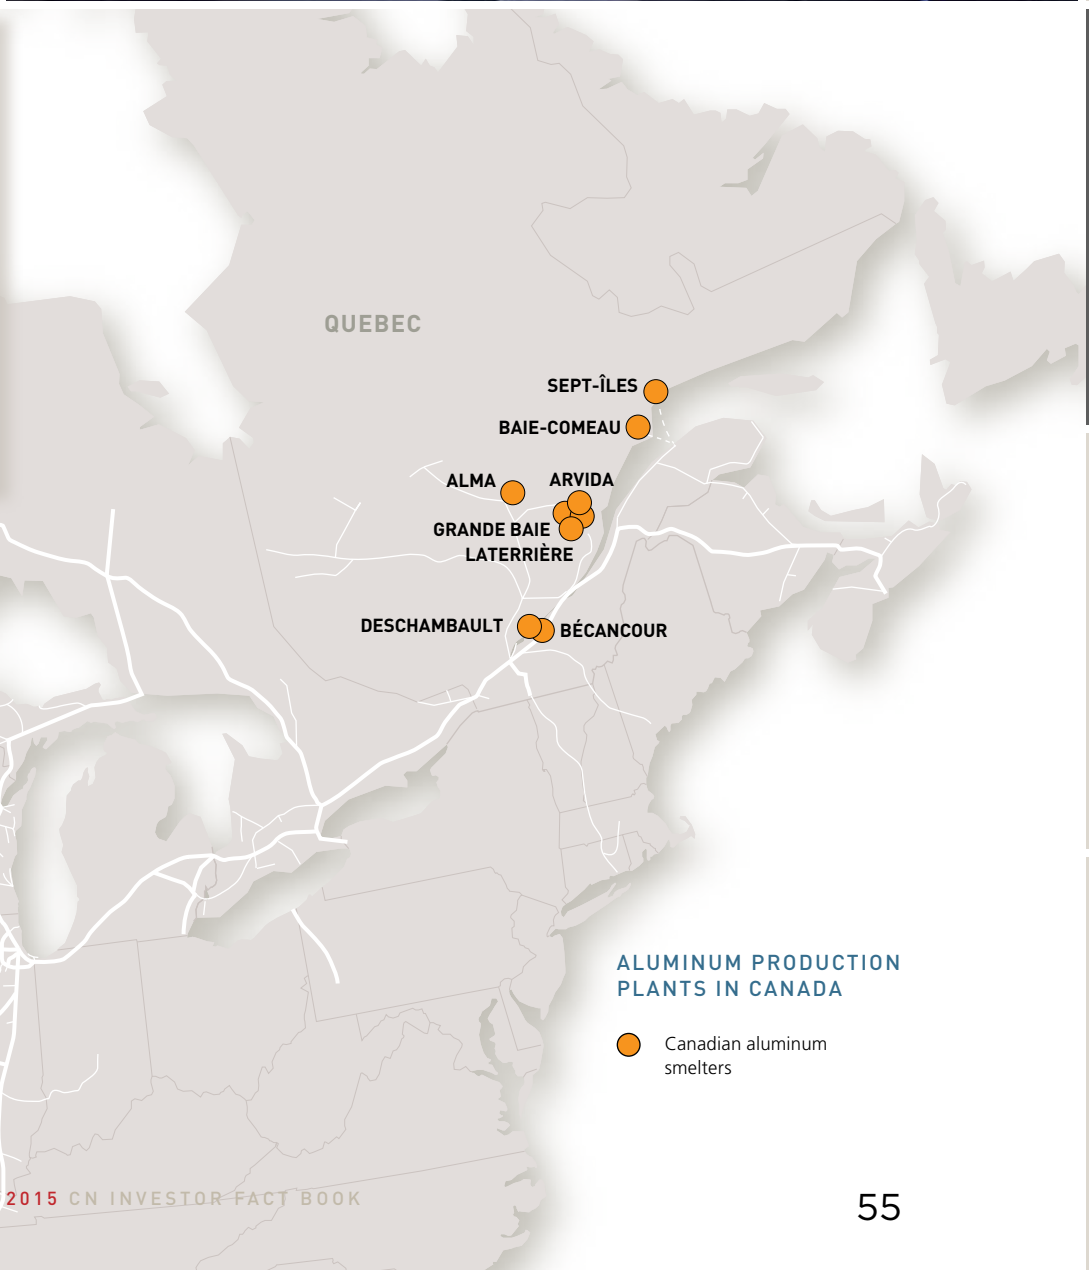 QUEBEC
SEPT-ÎLES
BAIE-COMEAU
ALMA
ARVIDA
GRANDE BAIE
LATERRIÈRE
DESCHAMBAULT
BÉCANCOUR
ALUMINUM PRODUCTION
PLANTS IN CANADA
Canadian aluminum
smelters
2015 CN INVESTOR FACT BOOK
55